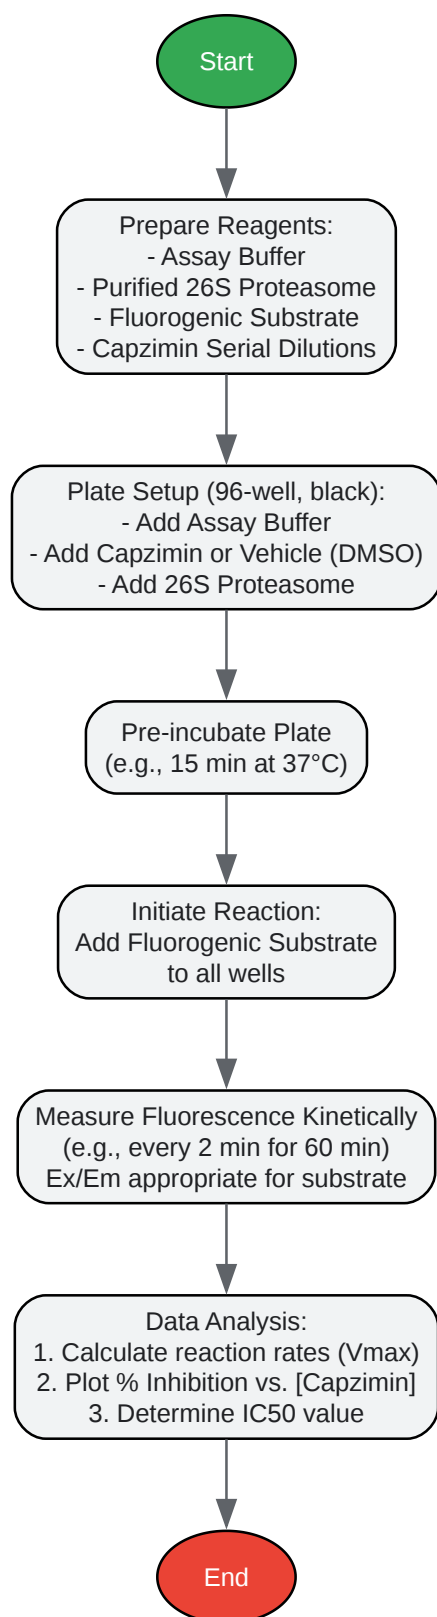 Start
Prepare Reagents:
- Assay Buffer
- Purified 26S Proteasome
- Fluorogenic Substrate
- Capzimin Serial Dilutions
Plate Setup (96-well, black):
- Add Assay Buffer
- Add Capzimin or Vehicle (DMSO)
- Add 26S Proteasome
Pre-incubate Plate
(e.g., 15 min at 37°C)
Initiate Reaction:
Add Fluorogenic Substrate
to all wells
Measure Fluorescence Kinetically
(e.g., every 2 min for 60 min)
Ex/Em appropriate for substrate
Data Analysis:
1. Calculate reaction rates (Vmax)
2. Plot % Inhibition vs. [Capzimin]
3. Determine IC50 value
End